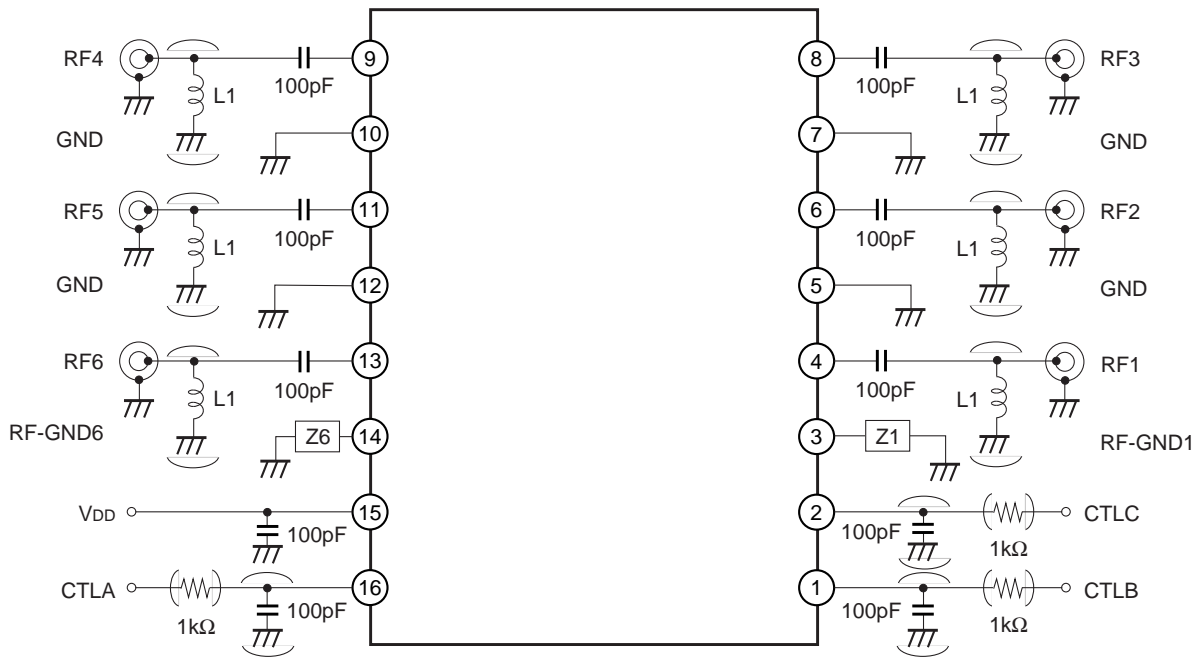 RF4 100pF 9 8 100pF RF3
L1 L1
GND 10 7 GND
RF5 100pF 11 6 100pF RF2
L1 L1
GND 12 5 GND
RF6 100pF 13 4 100pF RF1
L1 L1
RF-GND6 Z6 14 3 Z1 RF-GND1
VDD 100pF 15 2 100pF 1kΩ CTLC
CTLA 1kΩ 100pF 16 1 100pF 1kΩ CTLB